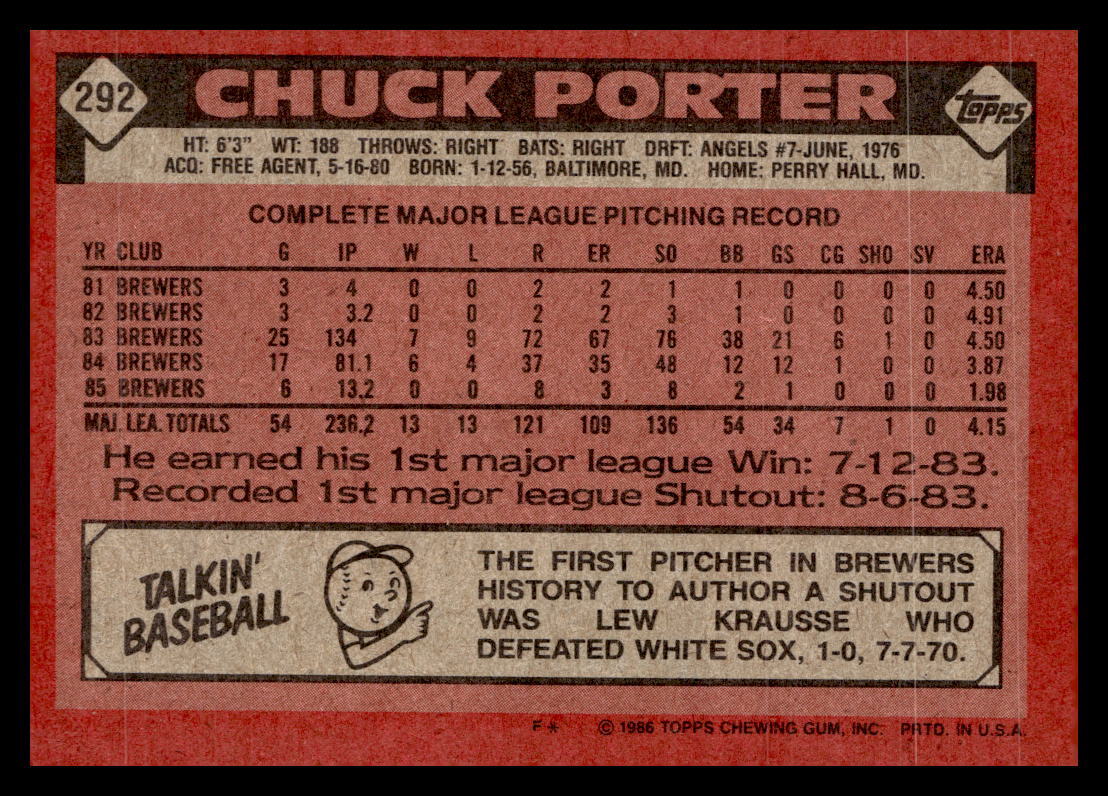 292 CHUCK PORTER topps
HT: 6'3" WT: 188 THROWS: RIGHT BATS: RIGHT DRFT: ANGELS #7-JUNE, 1976
ACQ: FREE AGENT, 5-16-80 BORN: 1-12-56, BALTIMORE, MD. HOME: PERRY HALL, MD.
COMPLETE MAJOR LEAGUE PITCHING RECORD
YR CLUB G IP W L R ER SO BB GS CG SHO SV ERA
81 BREWERS 3 4 0 0 2 2 1 1 0 0 0 0 4.50
82 BREWERS 3 3.2 0 0 2 2 3 1 0 0 0 0 4.91
83 BREWERS 25 134 7 9 72 67 76 38 21 6 1 0 4.50
84 BREWERS 17 81.1 6 4 37 35 48 12 12 1 0 0 3.87
85 BREWERS 6 13.2 0 0 8 3 8 2 1 0 0 0 1.98
MAJ. LEA. TOTALS 54 236.2 13 13 121 109 136 54 34 7 1 0 4.15
He earned his 1st major league Win: 7-12-83.
Recorded 1st major league Shutout: 8-6-83.
TALKIN'
BASEBALL
THE FIRST PITCHER IN BREWERS
HISTORY TO AUTHOR A SHUTOUT
WAS LEW KRAUSSE WHO
DEFEATED WHITE SOX, 1-0, 7-7-70.
F * © 1986 TOPPS CHEWING GUM, INC. PRTD. IN U.S.A.